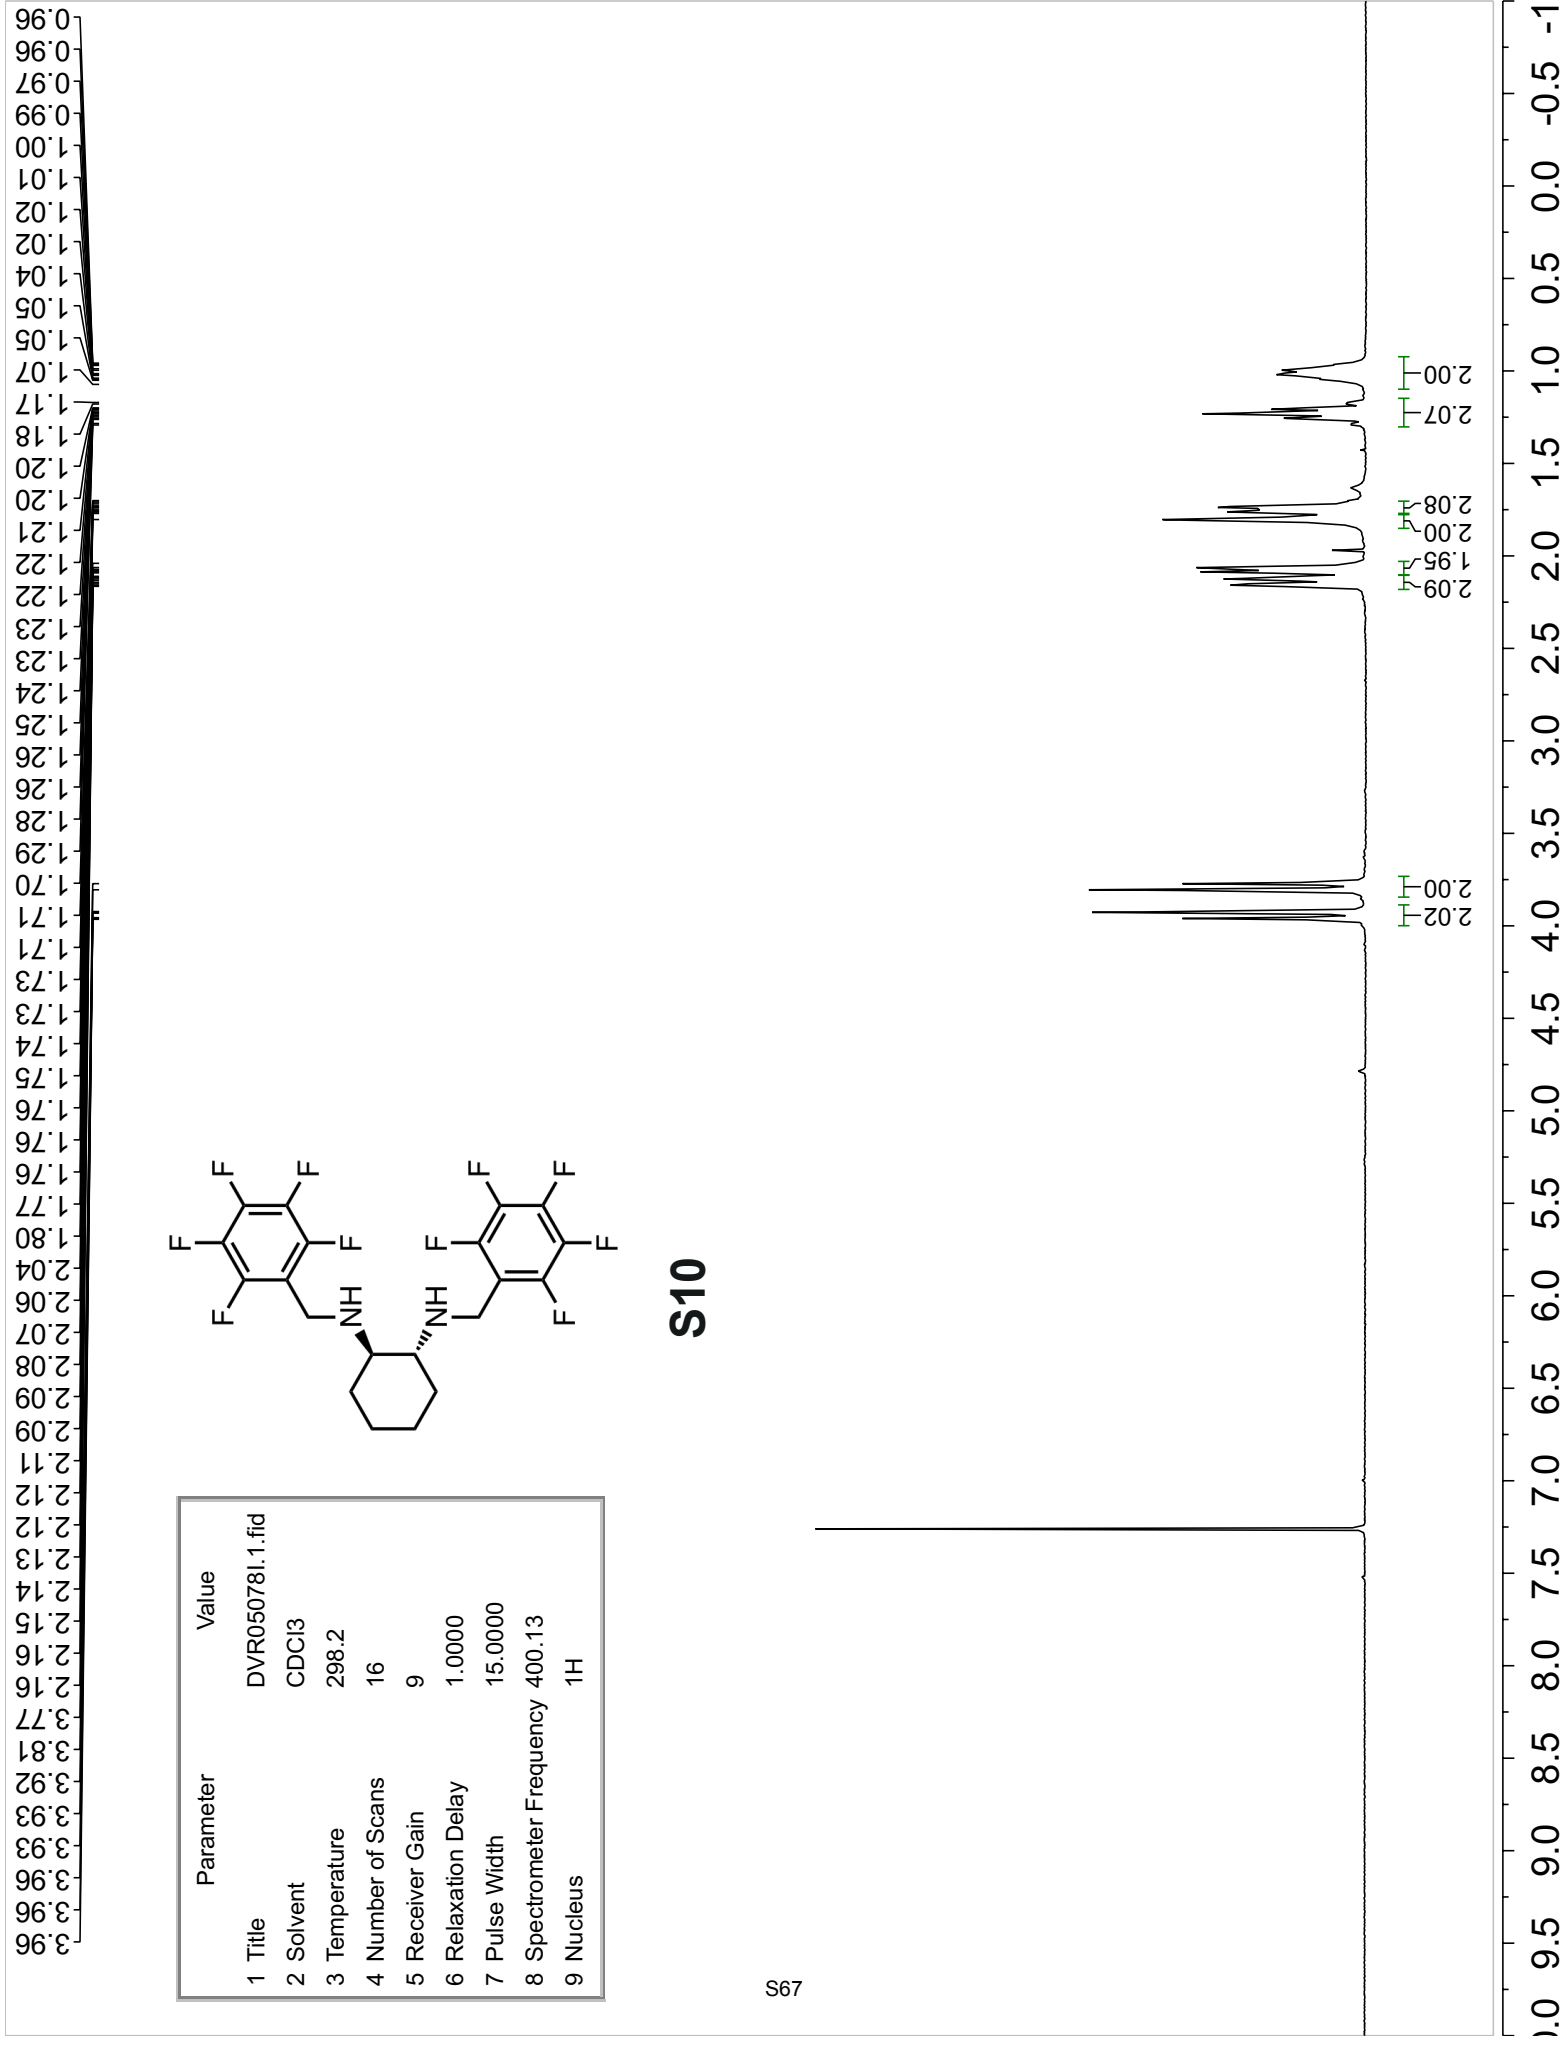 3.96
3.96
3.96
3.93
3.93
3.92
3.81
3.77
2.16
2.16
2.15
2.14
2.13
2.12
2.12
2.11
2.09
2.09
2.08
2.07
2.06
2.04
1.80
1.77
1.76
1.76
1.76
1.75
1.74
1.73
1.73
1.71
1.71
1.70
1.29
1.28
1.26
1.26
1.25
1.24
1.23
1.23
1.22
1.22
1.21
1.20
1.20
1.18
1.17
1.07
1.05
1.05
1.04
1.02
1.02
1.01
1.00
0.99
0.97
0.96
0.96
Parameter Value
1 Title DVR05078I.1.fid
2 Solvent CDCl3
3 Temperature 298.2
4 Number of Scans 16
5 Receiver Gain 9
6 Relaxation Delay 1.0000
7 Pulse Width 15.0000
8 Spectrometer Frequency 400.13
9 Nucleus 1H
F
F
F
F
F
NH
NH
F
F
F
F
F
S10
2.02
2.00
2.09
1.95
2.00
2.08
2.07
2.00
9.5 9.0 8.5 8.0 7.5 7.0 6.5 6.0 5.5 5.0 4.5 4.0 3.5 3.0 2.5 2.0 1.5 1.0 0.5 0.0 -0.5 -1
S67